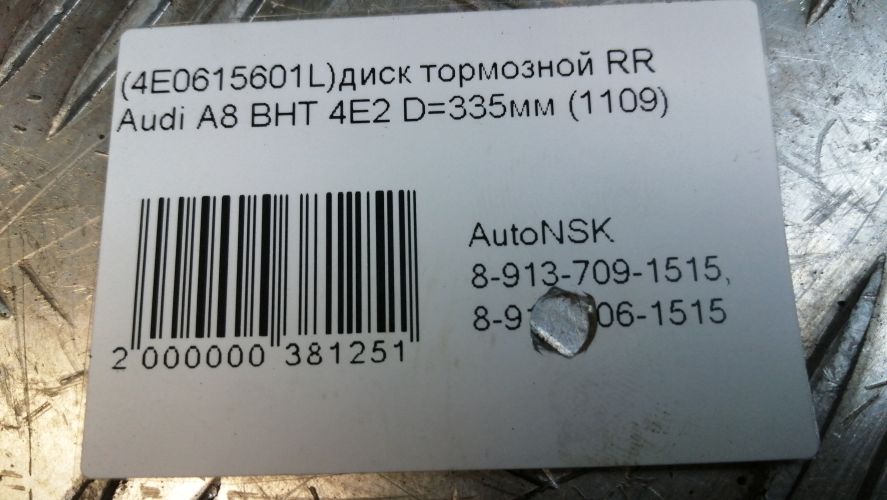 (4E0615601L)диск тормозной RR
Audi A8 BHT 4E2 D=335мм (1109)
AutoNSK
8-913-709-1515,
2 000000 381251